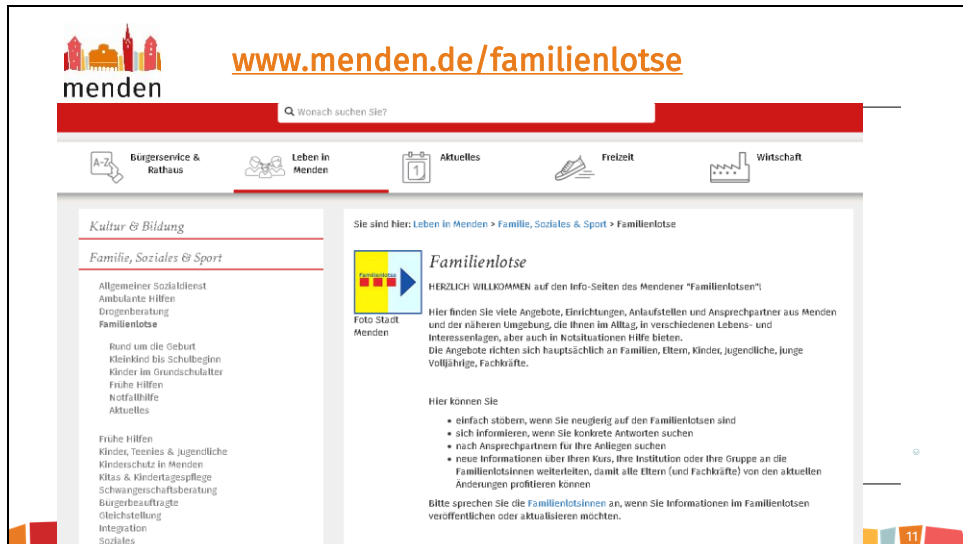 menden
www.menden.de/familienlotse
Wonach suchen Sie?
A-Z
Bürgerservice &
Rathaus
Leben in
Menden
1
Aktuelles
Freizeit
Wirtschaft
Kultur & Bildung
Familie, Soziales & Sport
Allgemeiner Sozialdienst
Ambulante Hilfen
Drogenberatung
Familienlotse
Rund um die Geburt
Kleinkind bis Schulbeginn
Kinder im Grundschulalter
Frühe Hilfen
Notfallhilfe
Aktuelles
Frühe Hilfen
Kinder, Teenies & Jugendliche
Kinderschutz in Menden
Kitas & Kindertagespflege
Schwangerschaftsberatung
Bürgerbeauftragte
Gleichstellung
Integration
Soziales
Sie sind hier: Leben in Menden > Familie, Soziales & Sport > Familienlotse
Familienlotse
Foto Stadt
Menden
Familienlotse
HERZLICH WILLKOMMEN auf den Info-Seiten des Mendener "Familienlotsen"!
Hier finden Sie viele Angebote, Einrichtungen, Anlaufstellen und Ansprechpartner aus Menden
und der näheren Umgebung, die Ihnen im Alltag, in verschiedenen Lebens- und
Interessenlagen, aber auch in Notsituationen Hilfe bieten.
Die Angebote richten sich hauptsächlich an Familien, Eltern, Kinder, Jugendliche, junge
Volljährige, Fachkräfte.
Hier können Sie
• einfach stöbern, wenn Sie neugierig auf den Familienlotsen sind
• sich informieren, wenn Sie konkrete Antworten suchen
• nach Ansprechpartnern für Ihre Anliegen suchen
• neue Informationen über Ihren Kurs, Ihre Institution oder Ihre Gruppe an die
Familienlotsinnen weiterleiten, damit alle Eltern (und Fachkräfte) von den aktuellen
Änderungen profitieren können
Bitte sprechen Sie die Familienlotsinnen an, wenn Sie Informationen im Familienlotsen
veröffentlichen oder aktualisieren möchten.
11